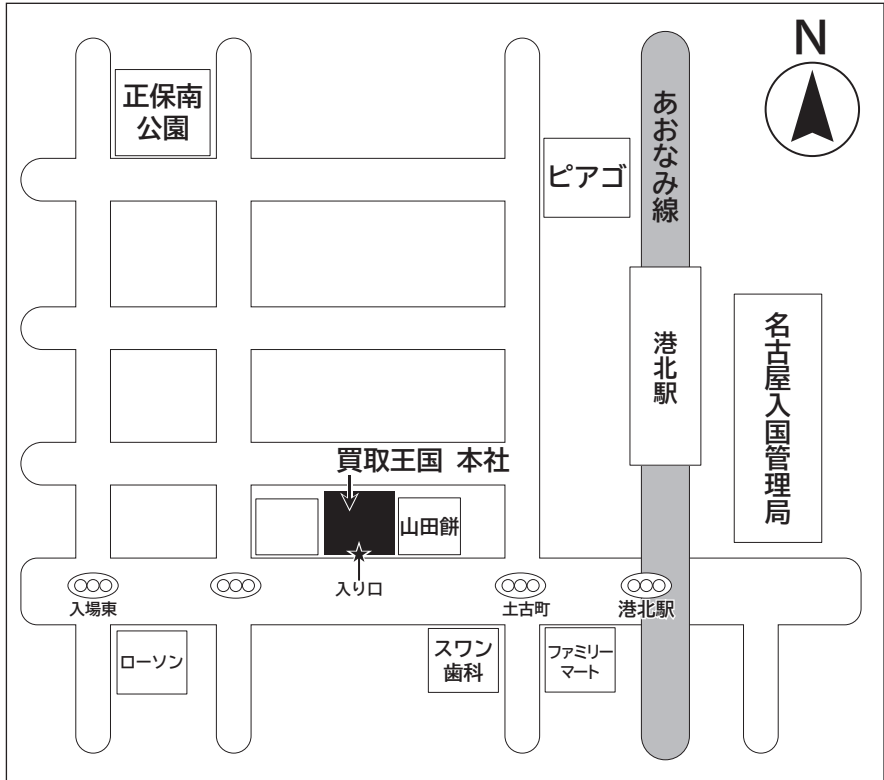 N
正保南
公園
あおなみ線
ピアゴ
港北駅
名古屋入国管理局
買取王国 本社
山田餅
入り口
入場東
土古町
港北駅
ローソン
スワン
歯科
ファミリー
マート